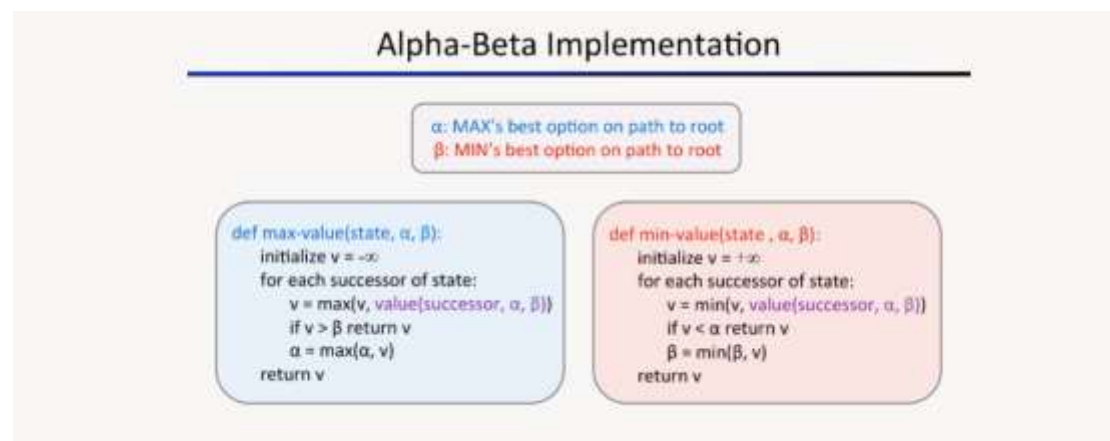 Alpha-Beta Implementation
α: MAX's best option on path to root
β: MIN's best option on path to root
def max-value(state, α, β):
initialize v = -∞
for each successor of state:
v = max(v, value(successor, α, β))
if v > β return v
α = max(α, v)
return v
def min-value(state , α, β):
initialize v = +∞
for each successor of state:
v = min(v, value(successor, α, β))
if v < α return v
β = min(β, v)
return v